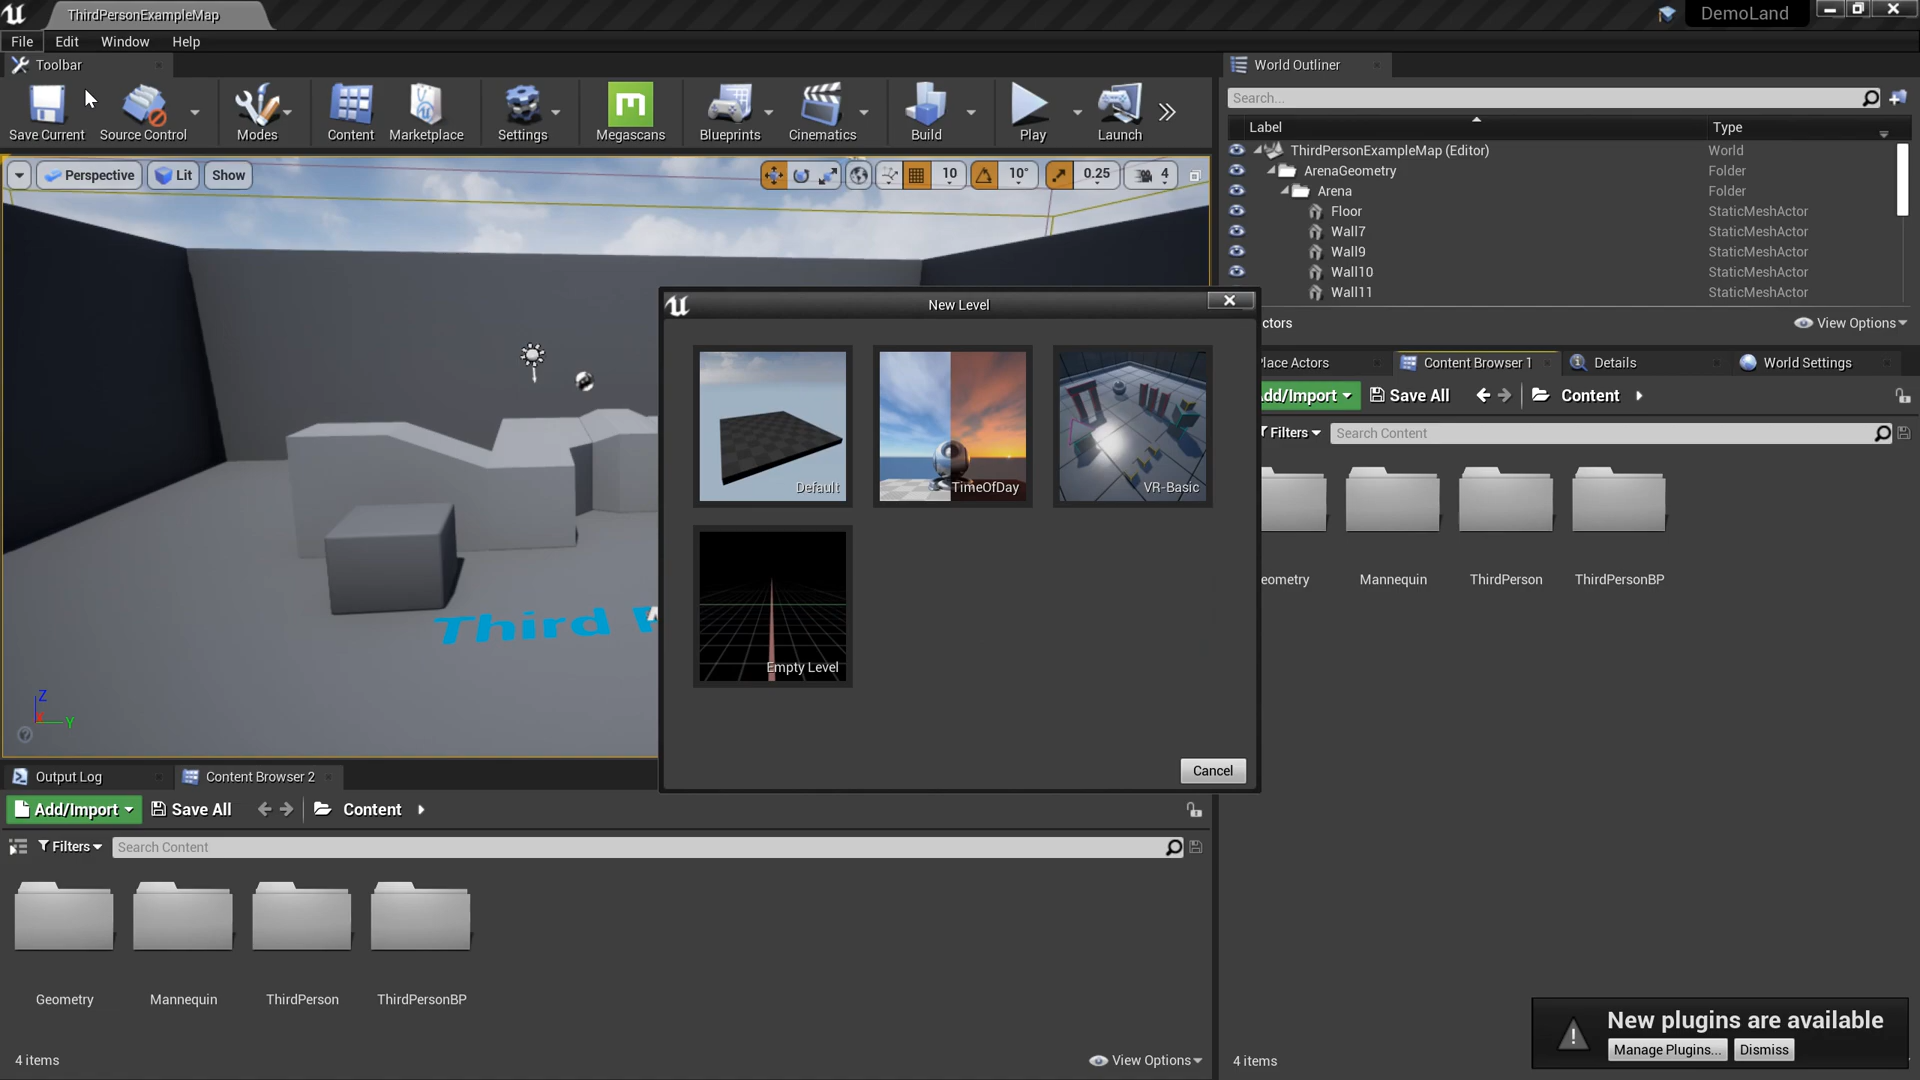 ThirdPersonExampleMap
DemoLand
File Edit Window Help
Toolbar
Save Current
Source Control
Modes
Content
Marketplace
Settings
Megascans
Blueprints
Cinematics
Build
Play
Launch
Perspective
Lit
Show
10
10°
0.25
4
Third P
Z
Y
World Outliner
Search...
Label Type
ThirdPersonExampleMap (Editor) World
ArenaGeometry Folder
Arena Folder
Floor StaticMeshActor
Wall7 StaticMeshActor
Wall9 StaticMeshActor
Wall10 StaticMeshActor
Wall11 StaticMeshActor
ctors
View Options
New Level
Default
TimeOfDay
VR-Basic
Empty Level
Cancel
lace Actors
Content Browser 1
Details
World Settings
dd/Import
Save All
Content
Filters
Search Content
eometry
Mannequin
ThirdPerson
ThirdPersonBP
Output Log
Content Browser 2
Add/Import
Save All
Content
Filters
Search Content
Geometry
Mannequin
ThirdPerson
ThirdPersonBP
4 items
View Options
4 items
New plugins are available
Manage Plugins...
Dismiss